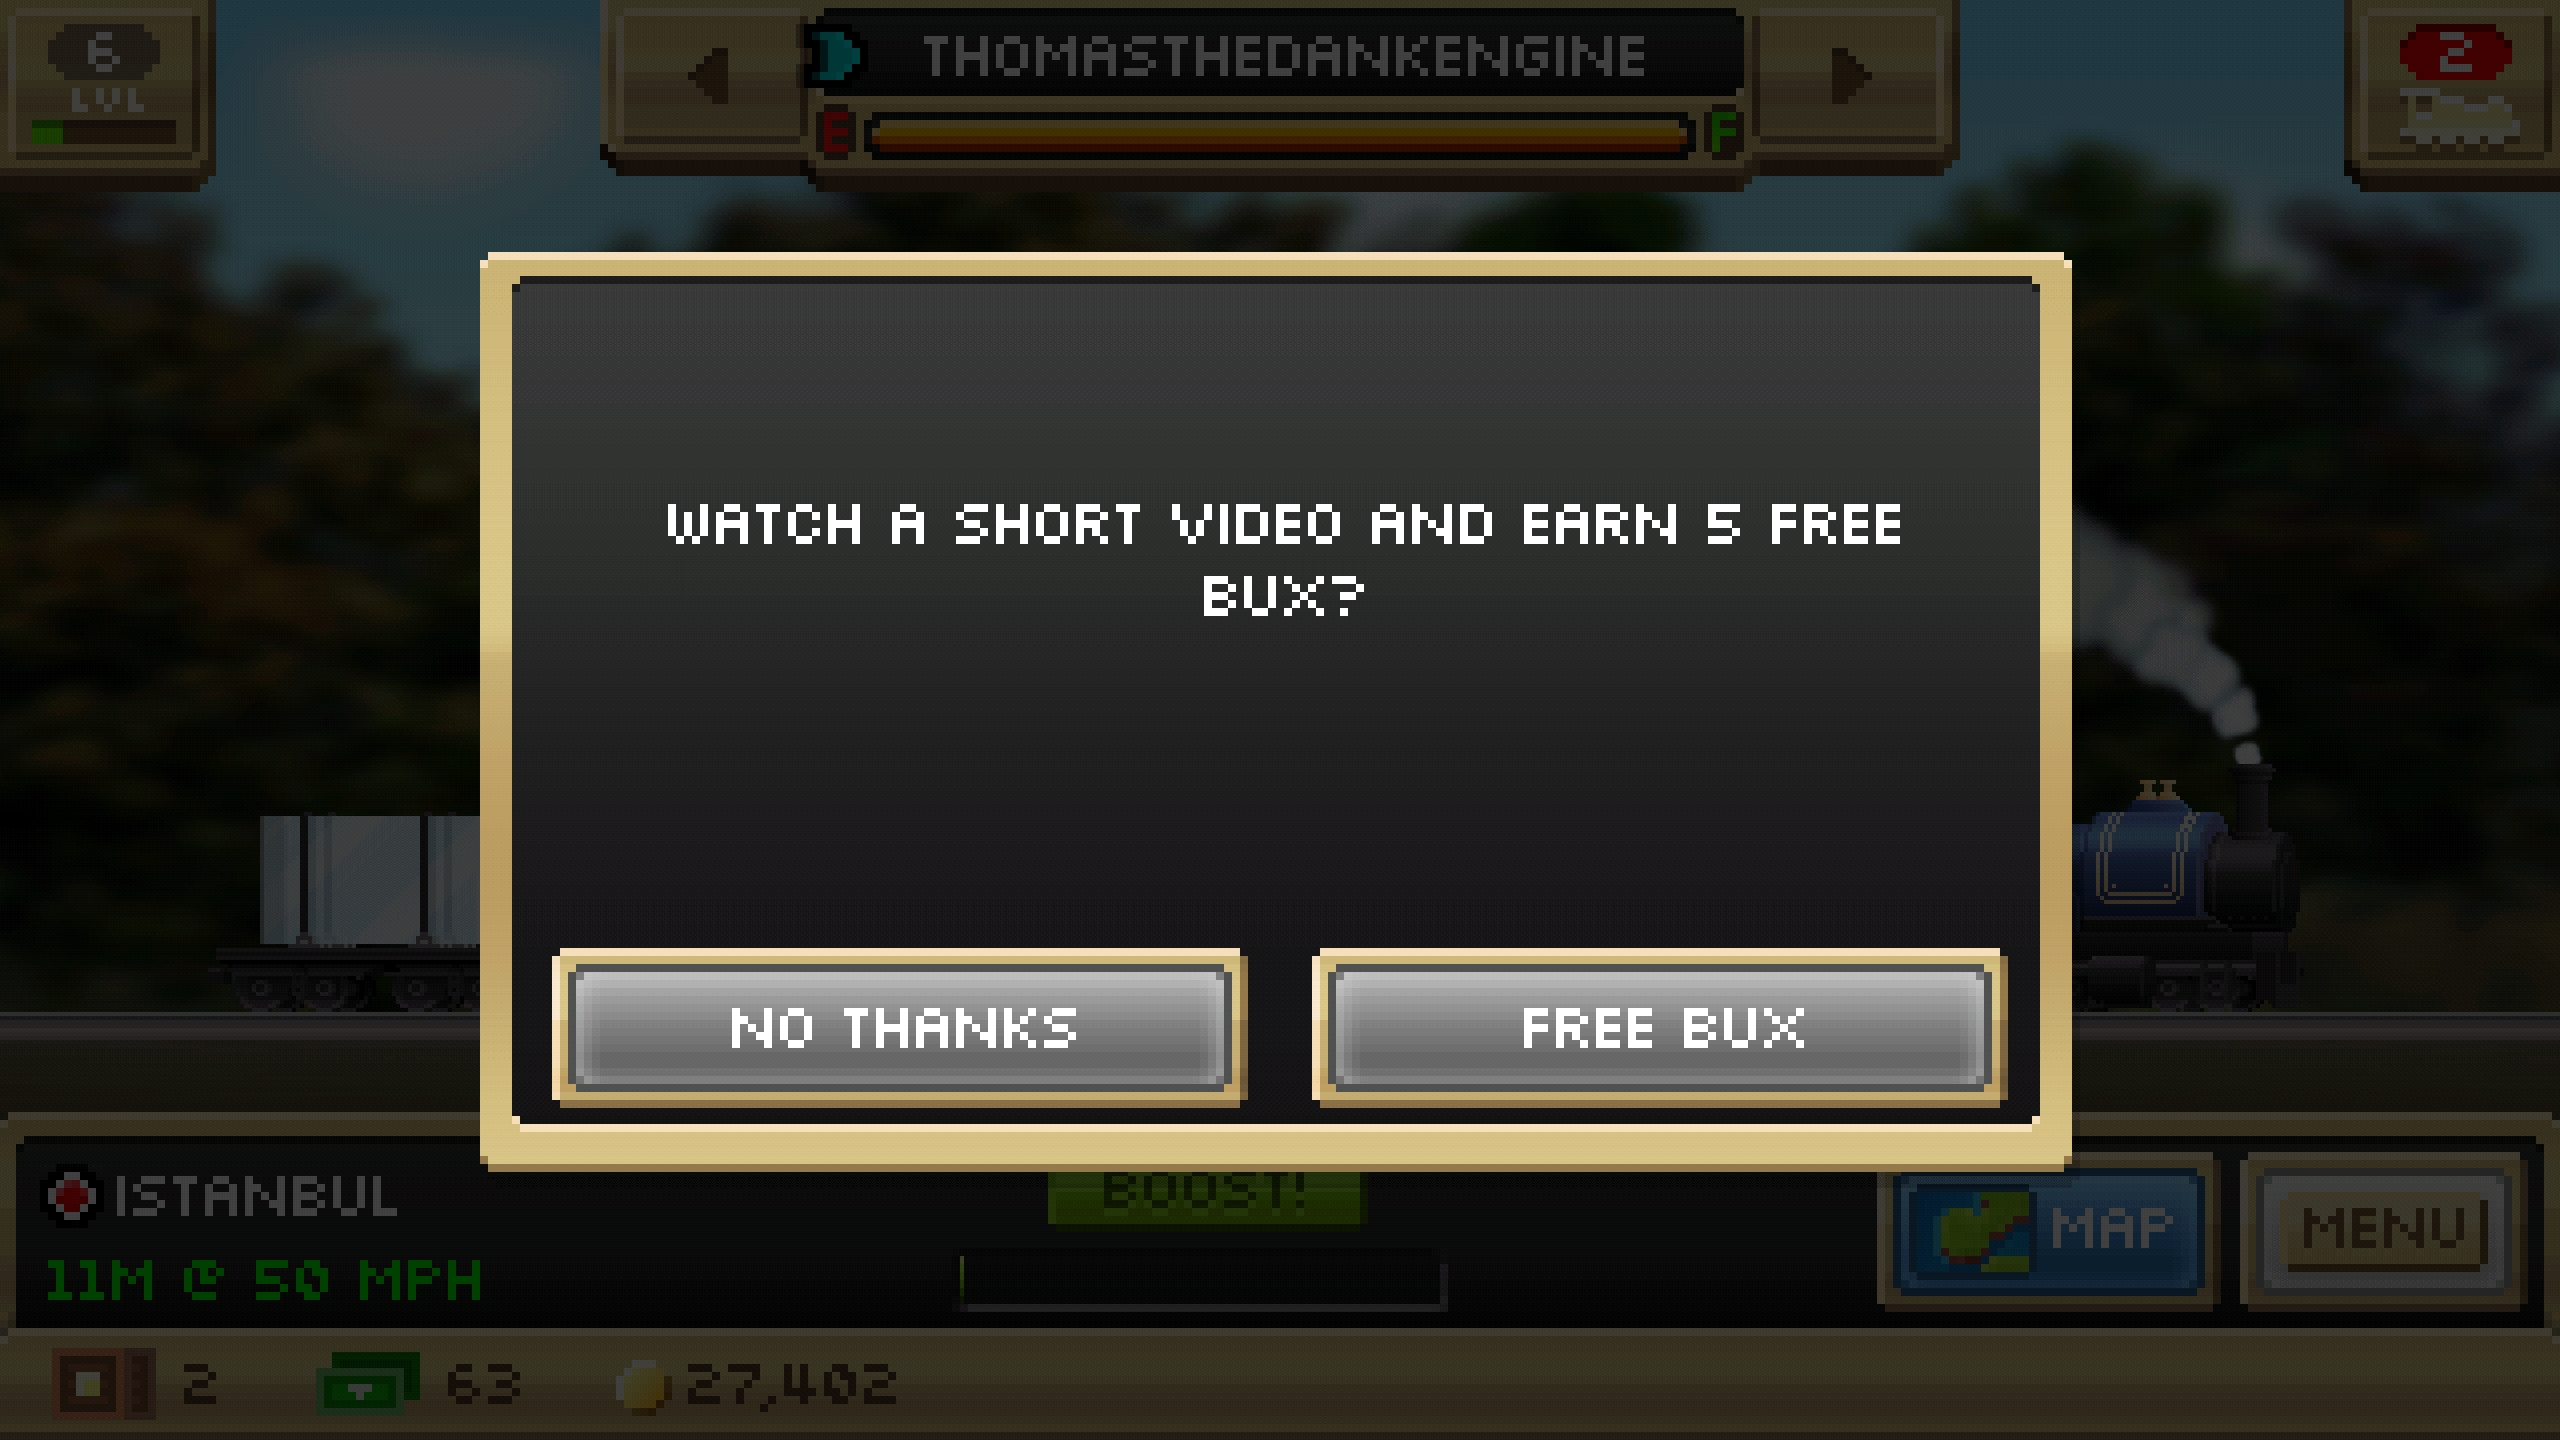 6
LVL
THOMASTHEDANKENGINE
E F
2
WATCH A SHORT VIDEO AND EARN 5 FREE
BUX?
NO THANKS
FREE BUX
ISTANBUL
11M @ 50 MPH
BOOST!
MAP
MENU
2
63
27,402